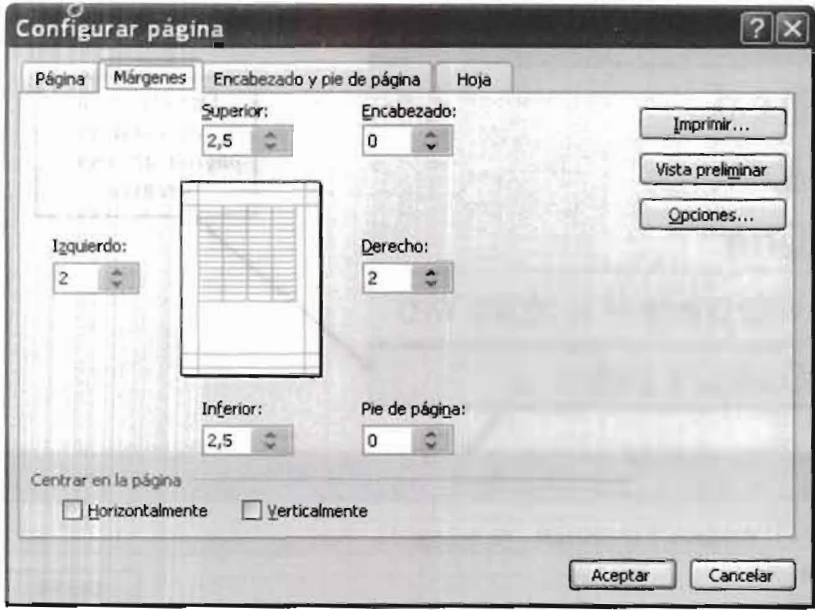 Configurar página
Página Márgenes Encabezado y pie de página Hoja
Superior: Encabezado:
2,5 0
Imprimir...
Vista preliminar
Opciones...
Izquierdo: Derecho:
2 2
Inferior: Pie de página:
2,5 0
Centrar en la página
Horizontalmente Verticalmente
Aceptar Cancelar